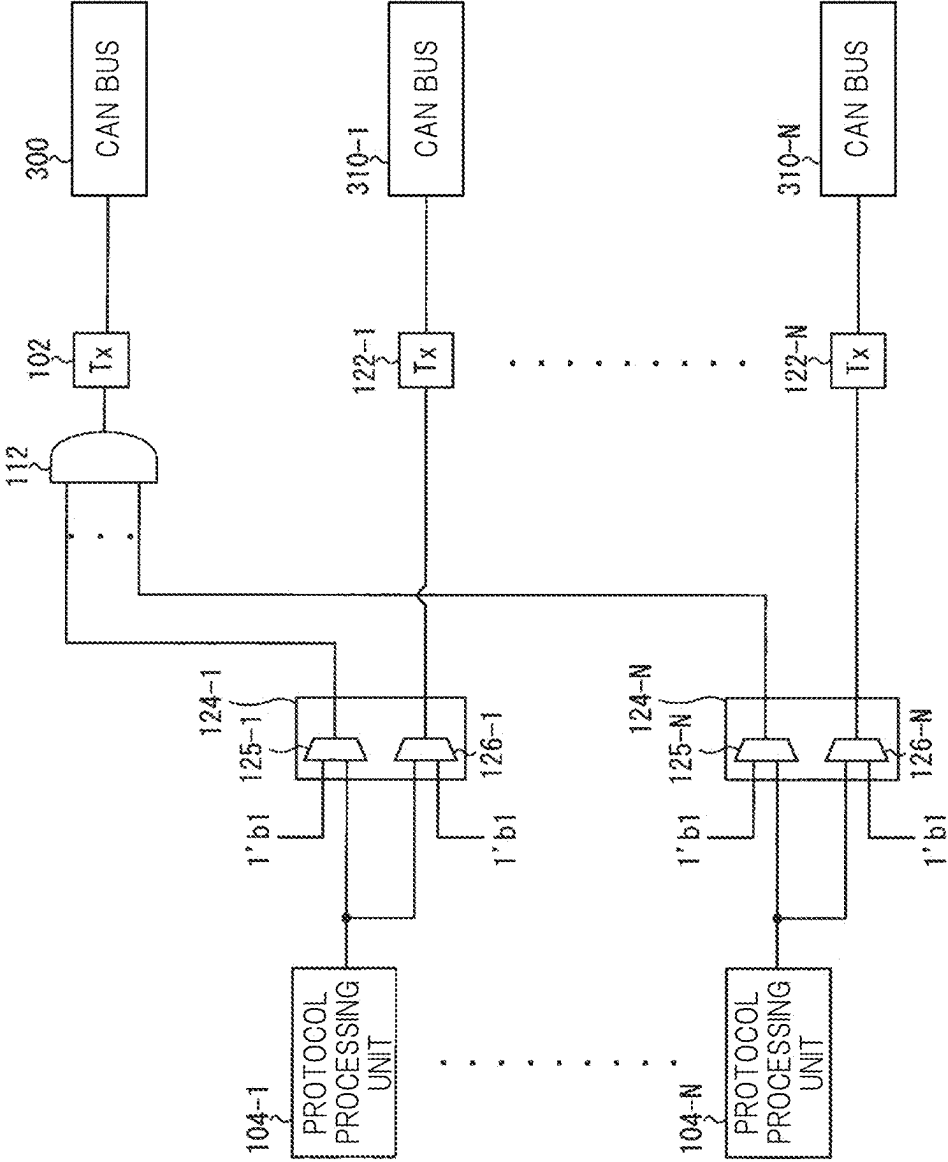 300
CAN BUS
102
Tx
112
310-1
CAN BUS
122-1
Tx
124-1
125-1
126-1
1'b1
1'b1
104-1
PROTOCOL
PROCESSING
UNIT
310-N
CAN BUS
122-N
Tx
124-N
125-N
126-N
1'b1
1'b1
104-N
PROTOCOL
PROCESSING
UNIT